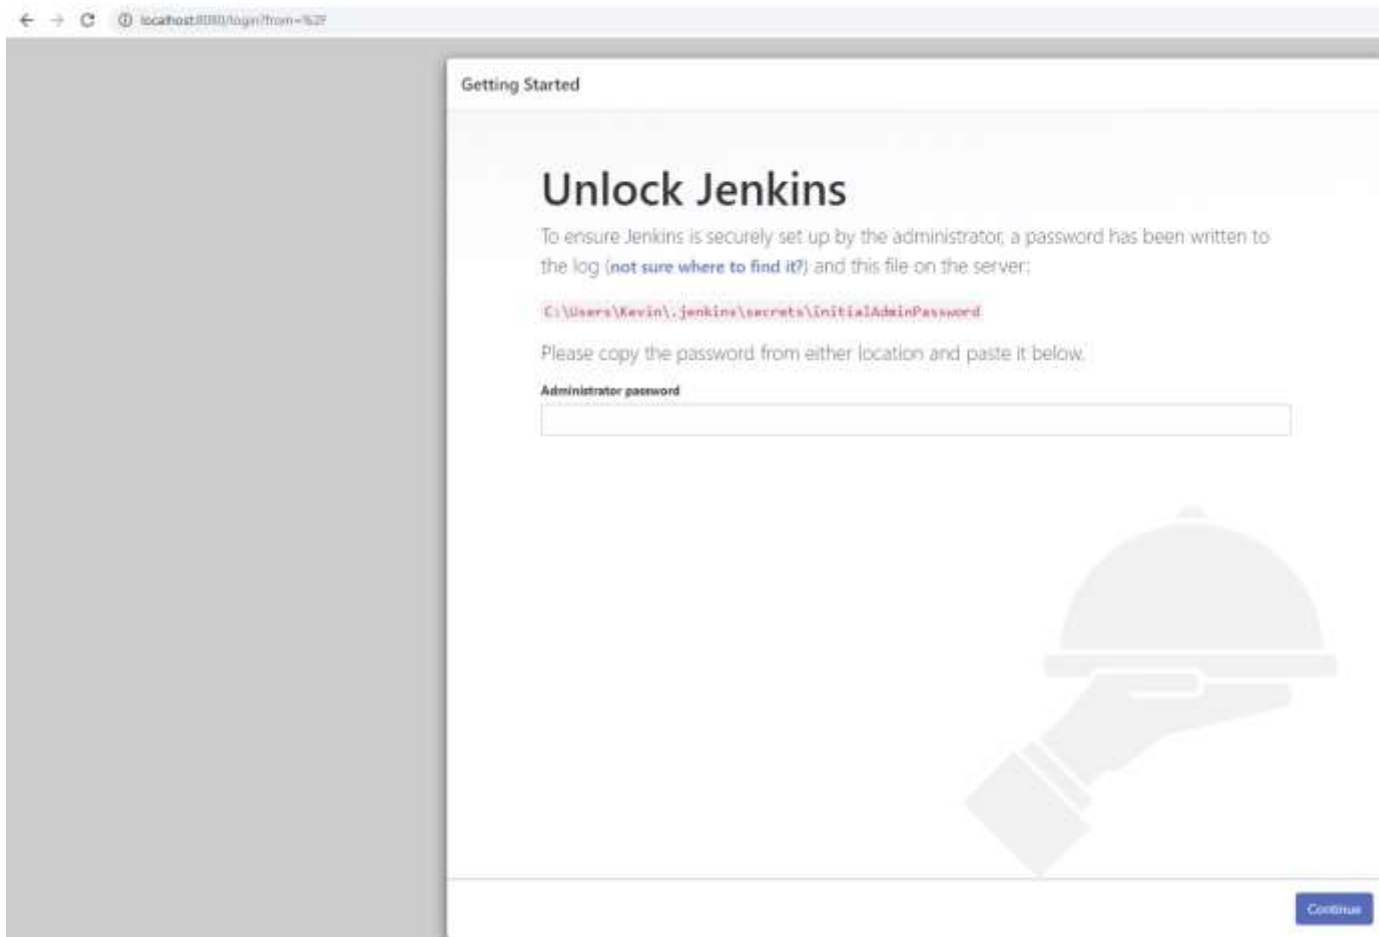 localhost:8080/login?from=%2F
Getting Started
Unlock Jenkins
To ensure Jenkins is securely set up by the administrator, a password has been written to
the log (not sure where to find it?) and this file on the server:
C:\Users\Kevin\.jenkins\secrets\initialAdminPassword
Please copy the password from either location and paste it below.
Administrator password
Continue